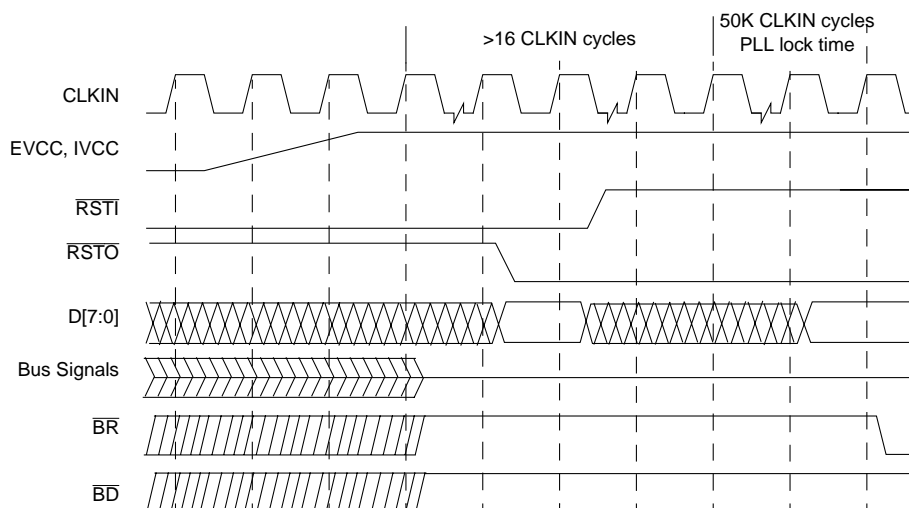 >16 CLKIN cycles
50K CLKIN cycles
PLL lock time
CLKIN
EVCC, IVCC
RSTI
RSTO
D[7:0]
Bus Signals
BR
BD